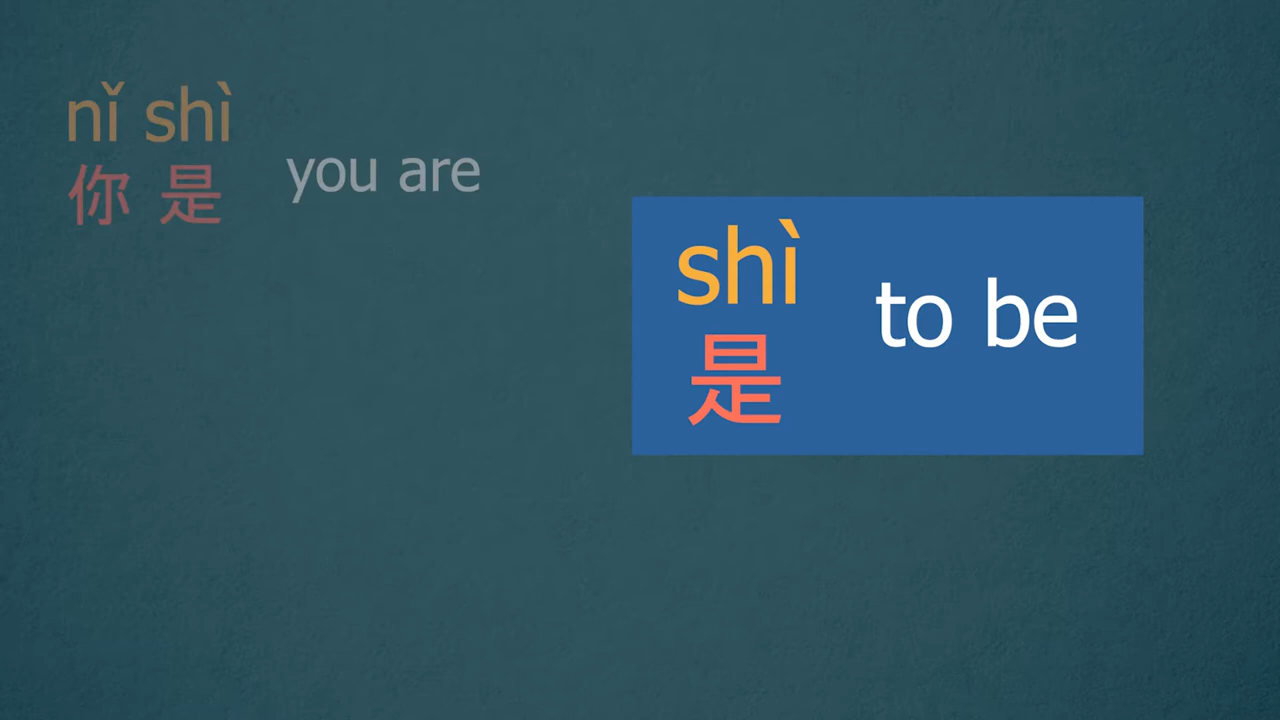 nǐ shì
你 是
you are
shì
是
to be